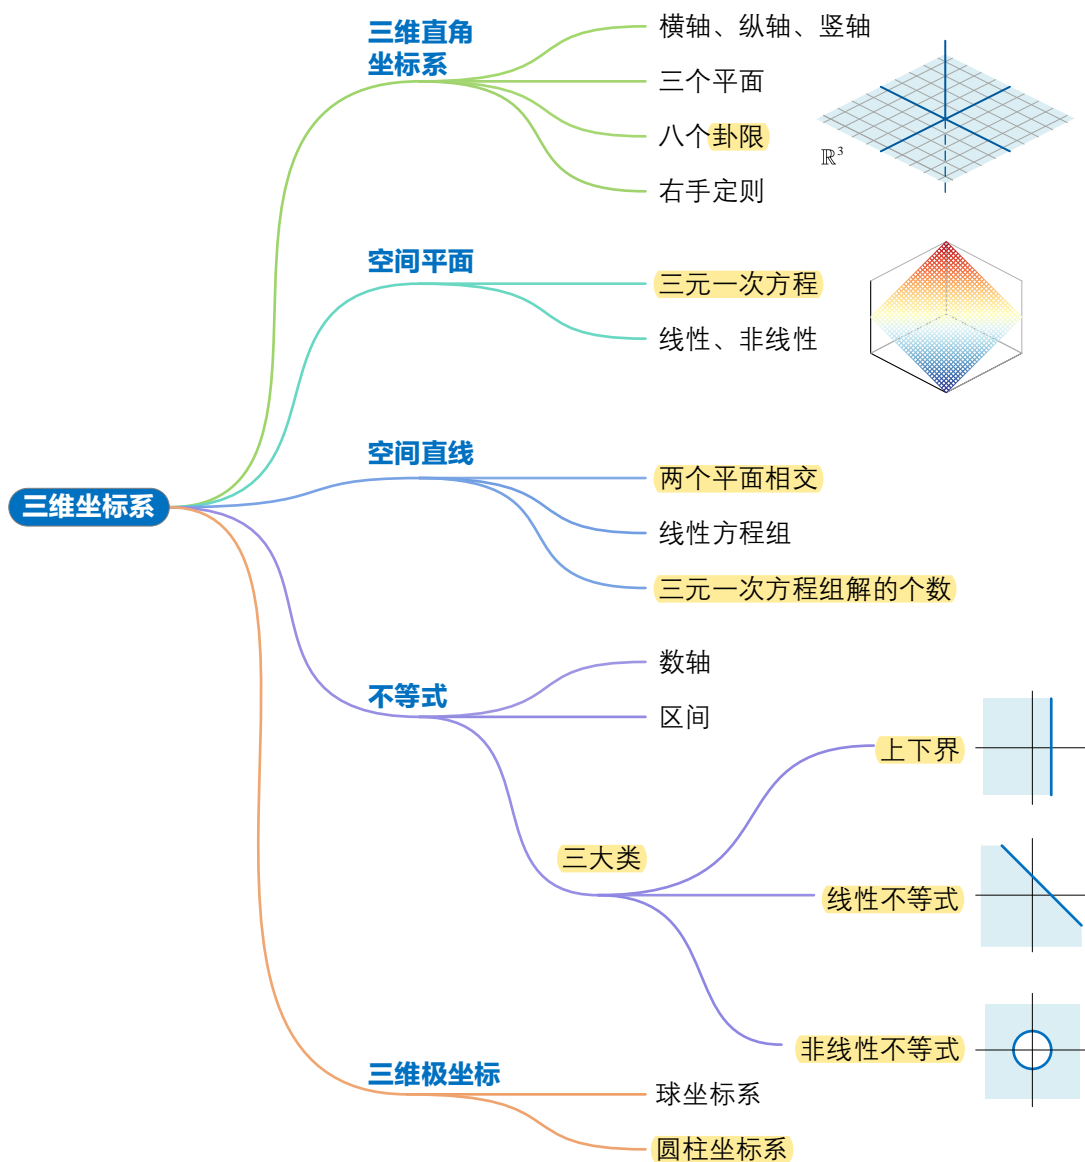 三维直角
坐标系
横轴、纵轴、竖轴
三个平面
八个卦限
右手定则
ℝ³
空间平面
三元一次方程
线性、非线性
空间直线
两个平面相交
线性方程组
三元一次方程组解的个数
三维坐标系
不等式
数轴
区间
三大类
上下界
线性不等式
非线性不等式
三维极坐标
球坐标系
圆柱坐标系